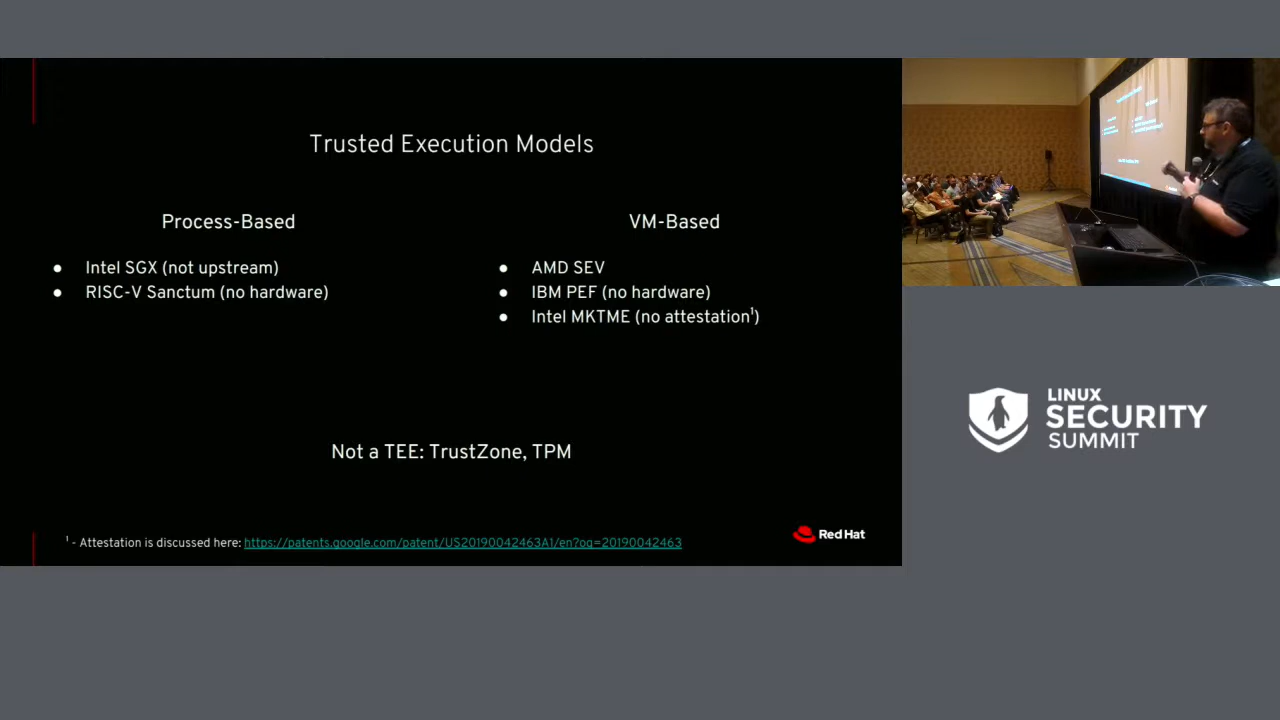 Trusted Execution Models
Process-Based
● Intel SGX (not upstream)
● RISC-V Sanctum (no hardware)
VM-Based
● AMD SEV
● IBM PEF (no hardware)
● Intel MKTME (no attestation¹)
Not a TEE: TrustZone, TPM
¹ - Attestation is discussed here: https://patents.google.com/patent/US20190042463A1/en?oq=20190042463
Red Hat
LINUX
SECURITY
SUMMIT